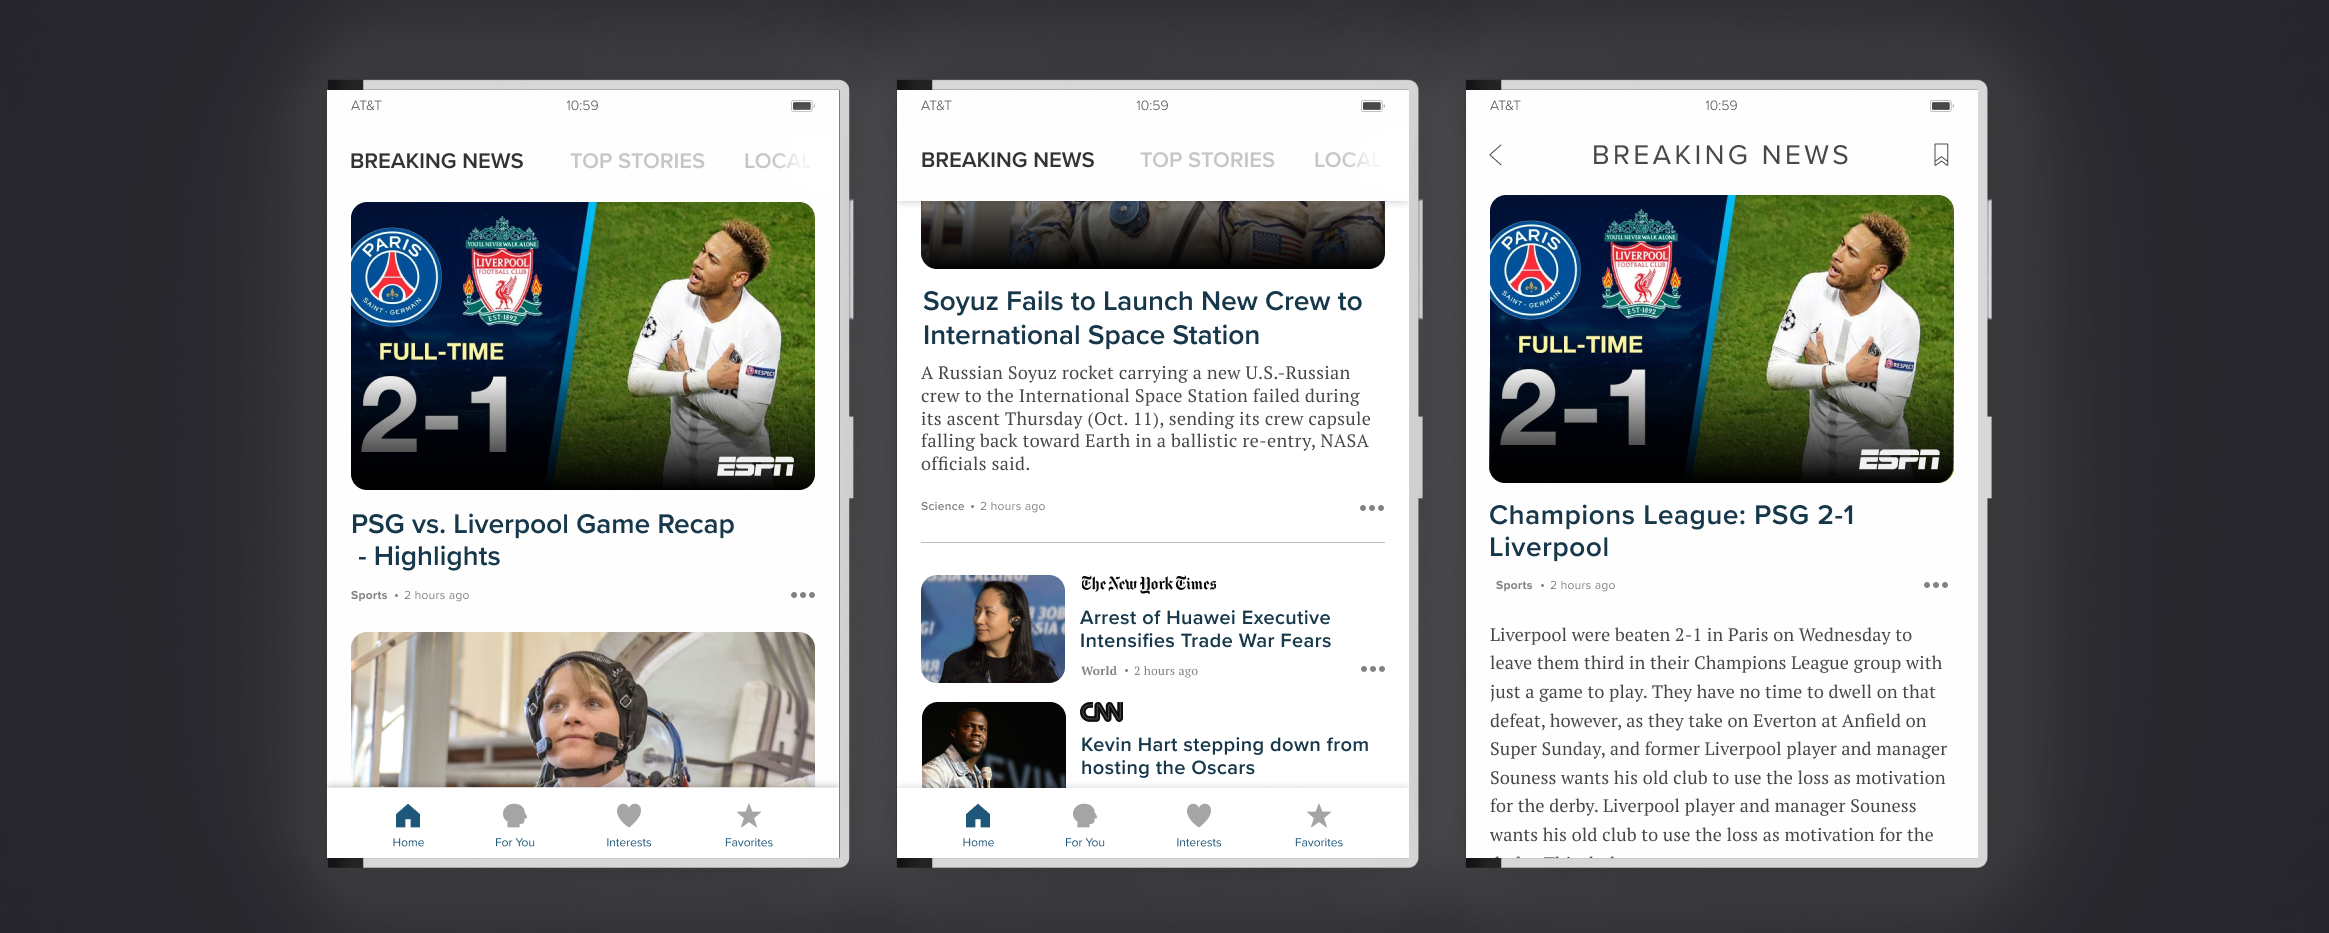 AT&T 10:59
BREAKING NEWS TOP STORIES LOCAL
PARIS
SAINT-GERMAIN
YOU'LL NEVER WALK ALONE
LIVERPOOL
FOOTBALL CLUB
EST·1892
FULL-TIME
2-1
RESPECT
ESPN
PSG vs. Liverpool Game Recap
- Highlights
Sports • 2 hours ago
Home For You Interests Favorites
AT&T 10:59
BREAKING NEWS TOP STORIES LOCAL
Soyuz Fails to Launch New Crew to
International Space Station
A Russian Soyuz rocket carrying a new U.S.-Russian
crew to the International Space Station failed during
its ascent Thursday (Oct. 11), sending its crew capsule
falling back toward Earth in a ballistic re-entry, NASA
officials said.
Science • 2 hours ago
The New York Times
Arrest of Huawei Executive
Intensifies Trade War Fears
World • 2 hours ago
CNN
Kevin Hart stepping down from
hosting the Oscars
Home For You Interests Favorites
AT&T 10:59
BREAKING NEWS
PARIS
SAINT-GERMAIN
YOU'LL NEVER WALK ALONE
LIVERPOOL
FOOTBALL CLUB
EST·1892
FULL-TIME
2-1
RESPECT
ESPN
Champions League: PSG 2-1
Liverpool
Sports • 2 hours ago
Liverpool were beaten 2-1 in Paris on Wednesday to
leave them third in their Champions League group with
just a game to play. They have no time to dwell on that
defeat, however, as they take on Everton at Anfield on
Super Sunday, and former Liverpool player and manager
Souness wants his old club to use the loss as motivation
for the derby. Liverpool player and manager Souness
wants his old club to use the loss as motivation for the